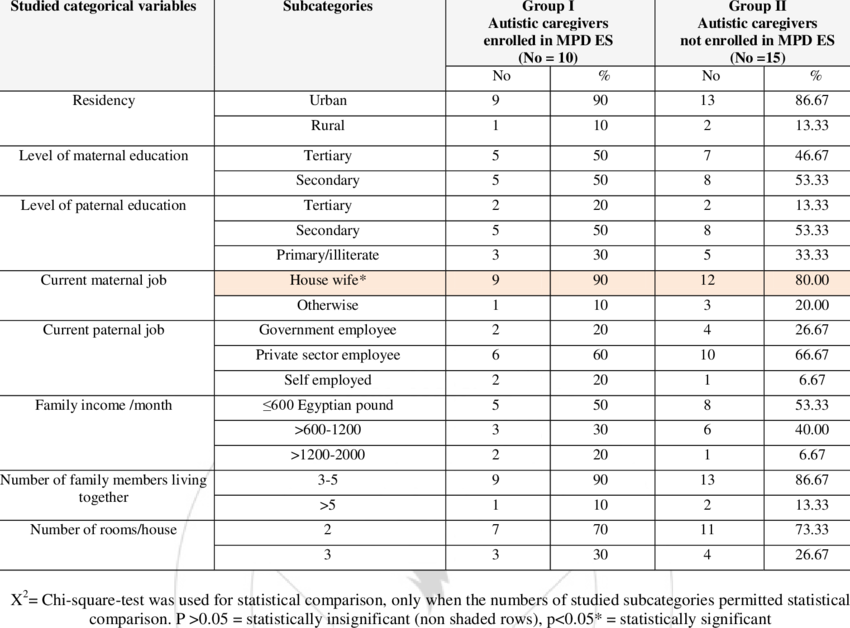 Studied categorical variables Subcategories Group I Group II
Autistic caregivers Autistic caregivers
enrolled in MPD ES not enrolled in MPD ES
(No = 10) (No =15)
No % No %
Residency Urban 9 90 13 86.67
Rural 1 10 2 13.33
Level of maternal education Tertiary 5 50 7 46.67
Secondary 5 50 8 53.33
Level of paternal education Tertiary 2 20 2 13.33
Secondary 5 50 8 53.33
Primary/illiterate 3 30 5 33.33
Current maternal job House wife* 9 90 12 80.00
Otherwise 1 10 3 20.00
Current paternal job Government employee 2 20 4 26.67
Private sector employee 6 60 10 66.67
Self employed 2 20 1 6.67
Family income /month ≤600 Egyptian pound 5 50 8 53.33
>600-1200 3 30 6 40.00
>1200-2000 2 20 1 6.67
Number of family members living 3-5 9 90 13 86.67
together
>5 1 10 2 13.33
Number of rooms/house 2 7 70 11 73.33
3 3 30 4 26.67
X²= Chi-square-test was used for statistical comparison, only when the numbers of studied subcategories permitted statistical
comparison. P >0.05 = statistically insignificant (non shaded rows), p<0.05* = statistically significant